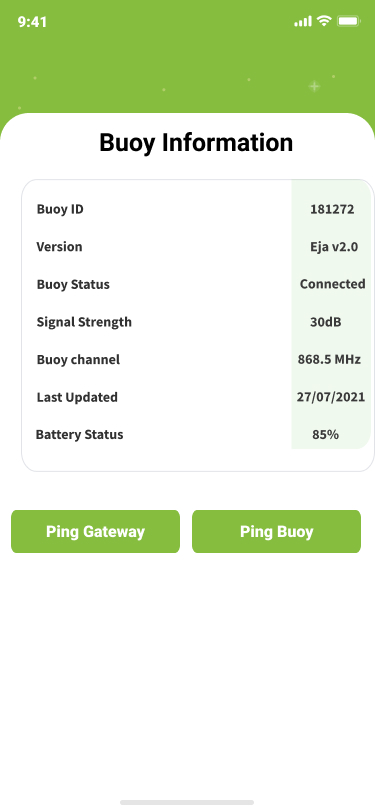 9:41
Buoy Information
Buoy ID 181272
Version Eja v2.0
Buoy Status Connected
Signal Strength 30dB
Buoy channel 868.5 MHz
Last Updated 27/07/2021
Battery Status 85%
Ping Gateway Ping Buoy